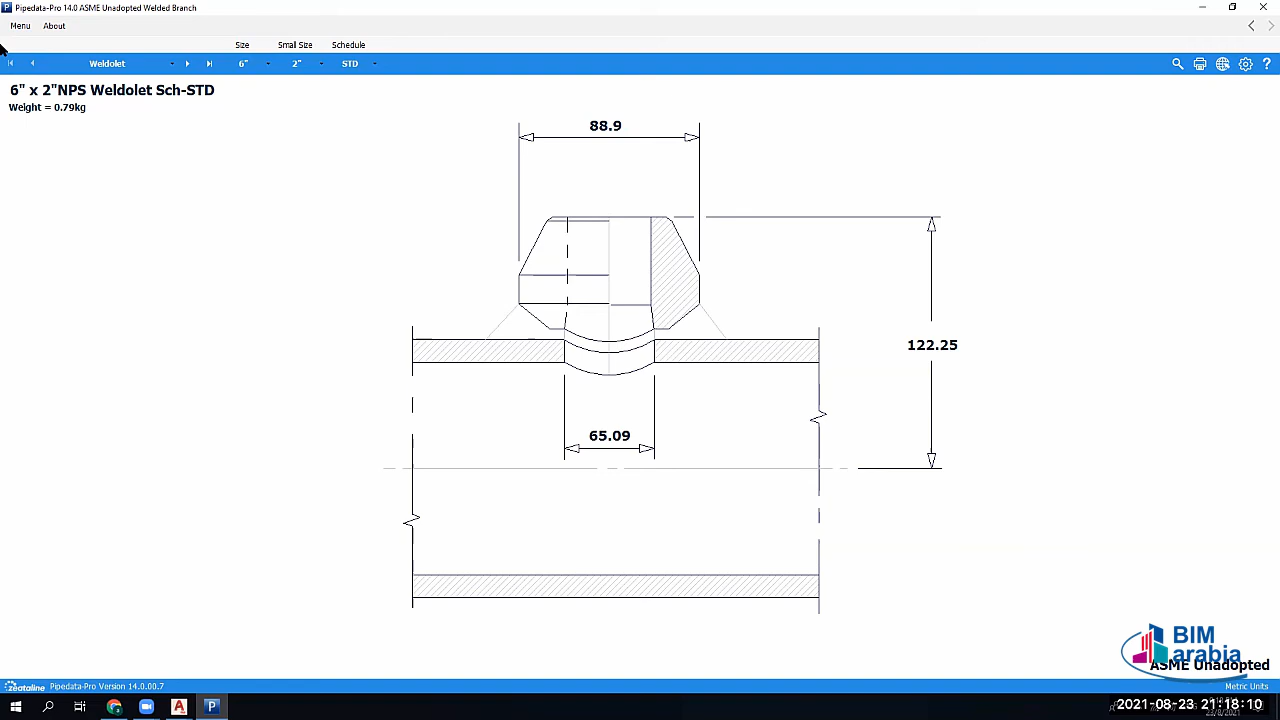 Pipedata-Pro 14.0 ASME Unadopted Welded Branch
Menu About
Size Small Size Schedule
Weldolet 6" 2" STD
6" x 2"NPS Weldolet Sch-STD
Weight = 0.79kg
88.9
122.25
65.09
BIM
arabia
ASME Unadopted
zeataline Pipedata-Pro Version 14.0.00.7 Metric Units
2021-08-23 21:18:10